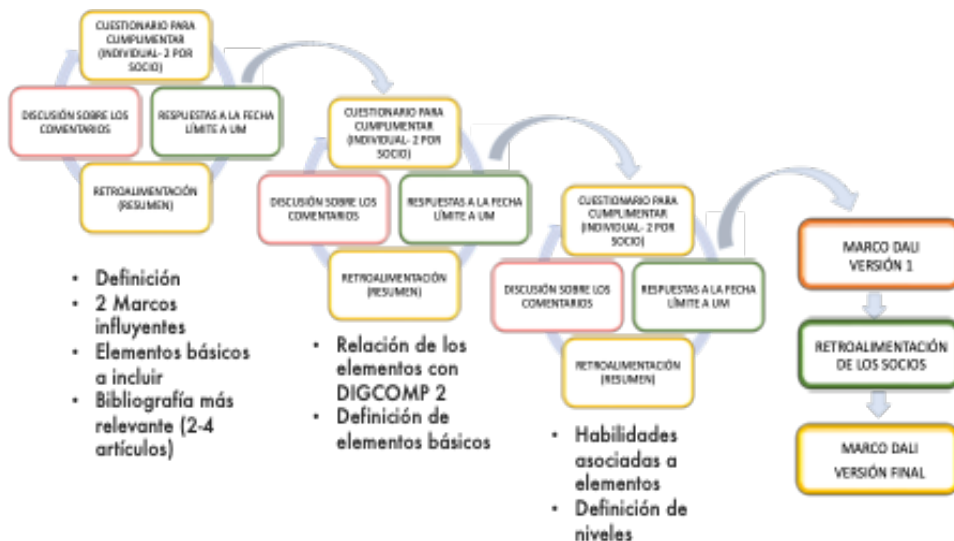 CUESTIONARIO PARA
CUMPLIMENTAR
(INDIVIDUAL- 2 POR
SOCIO)
DISCUSIÓN SOBRE LOS
COMENTARIOS
RESPUESTAS A LA FECHA
LÍMITE A UM
RETROALIMENTACIÓN
(RESUMEN)
• Definición
• 2 Marcos
influyentes
• Elementos básicos
a incluir
• Bibliografía más
relevante (2-4
artículos)
CUESTIONARIO PARA
CUMPLIMENTAR
(INDIVIDUAL- 2 POR
SOCIO)
DISCUSIÓN SOBRE LOS
COMENTARIOS
RESPUESTAS A LA FECHA
LÍMITE A UM
RETROALIMENTACIÓN
(RESUMEN)
• Relación de los
elementos con
DIGCOMP 2
• Definición de
elementos básicos
CUESTIONARIO PARA
CUMPLIMENTAR
(INDIVIDUAL- 2 POR
SOCIO)
DISCUSIÓN SOBRE LOS
COMENTARIOS
RESPUESTAS A LA FECHA
LÍMITE A UM
RETROALIMENTACIÓN
(RESUMEN)
• Habilidades
asociadas a
elementos
• Definición de
niveles
MARCO DALI
VERSIÓN 1
RETROALIMENTACIÓN
DE LOS SOCIOS
MARCO DALI
VERSIÓN FINAL